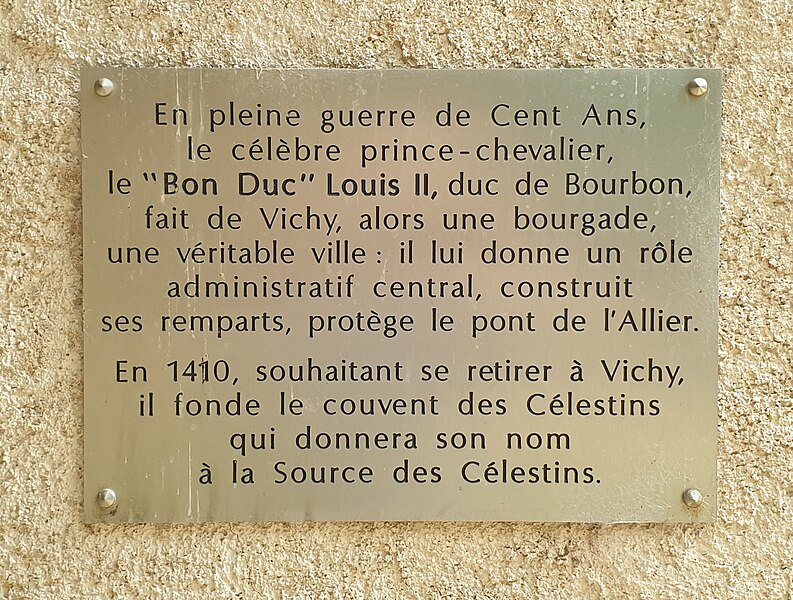 En pleine guerre de Cent Ans,
le célèbre prince-chevalier,
le "Bon Duc" Louis II, duc de Bourbon,
fait de Vichy, alors une bourgade,
une véritable ville : il lui donne un rôle
administratif central, construit
ses remparts, protège le pont de l'Allier.
En 1410, souhaitant se retirer à Vichy,
il fonde le couvent des Célestins
qui donnera son nom
à la Source des Célestins.